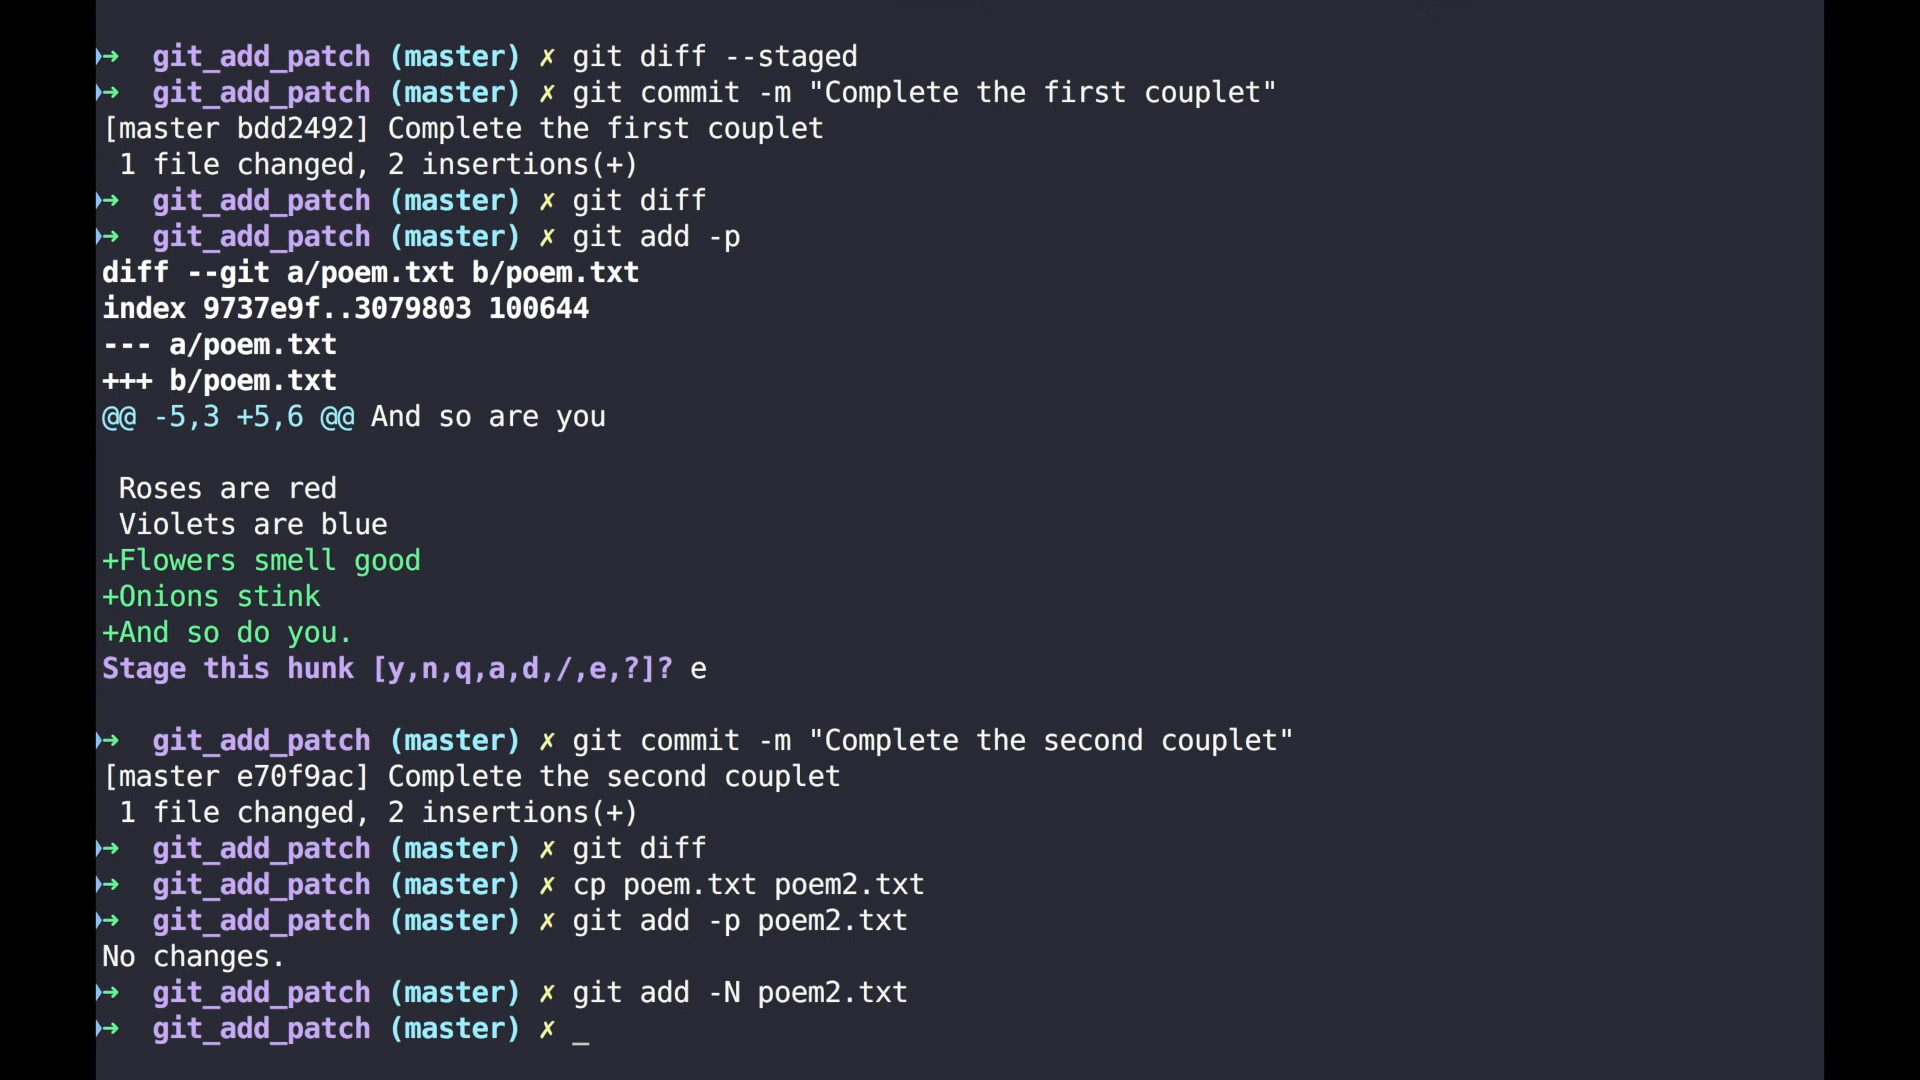 ➜  git_add_patch (master) ✗ git diff --staged
➜  git_add_patch (master) ✗ git commit -m "Complete the first couplet"
[master bdd2492] Complete the first couplet
 1 file changed, 2 insertions(+)
➜  git_add_patch (master) ✗ git diff
➜  git_add_patch (master) ✗ git add -p
diff --git a/poem.txt b/poem.txt
index 9737e9f..3079803 100644
--- a/poem.txt
+++ b/poem.txt
@@ -5,3 +5,6 @@ And so are you
 Roses are red
 Violets are blue
+Flowers smell good
+Onions stink
+And so do you.
Stage this hunk [y,n,q,a,d,/,e,?]? e
➜  git_add_patch (master) ✗ git commit -m "Complete the second couplet"
[master e70f9ac] Complete the second couplet
 1 file changed, 2 insertions(+)
➜  git_add_patch (master) ✗ git diff
➜  git_add_patch (master) ✗ cp poem.txt poem2.txt
➜  git_add_patch (master) ✗ git add -p poem2.txt
No changes.
➜  git_add_patch (master) ✗ git add -N poem2.txt
➜  git_add_patch (master) ✗ _